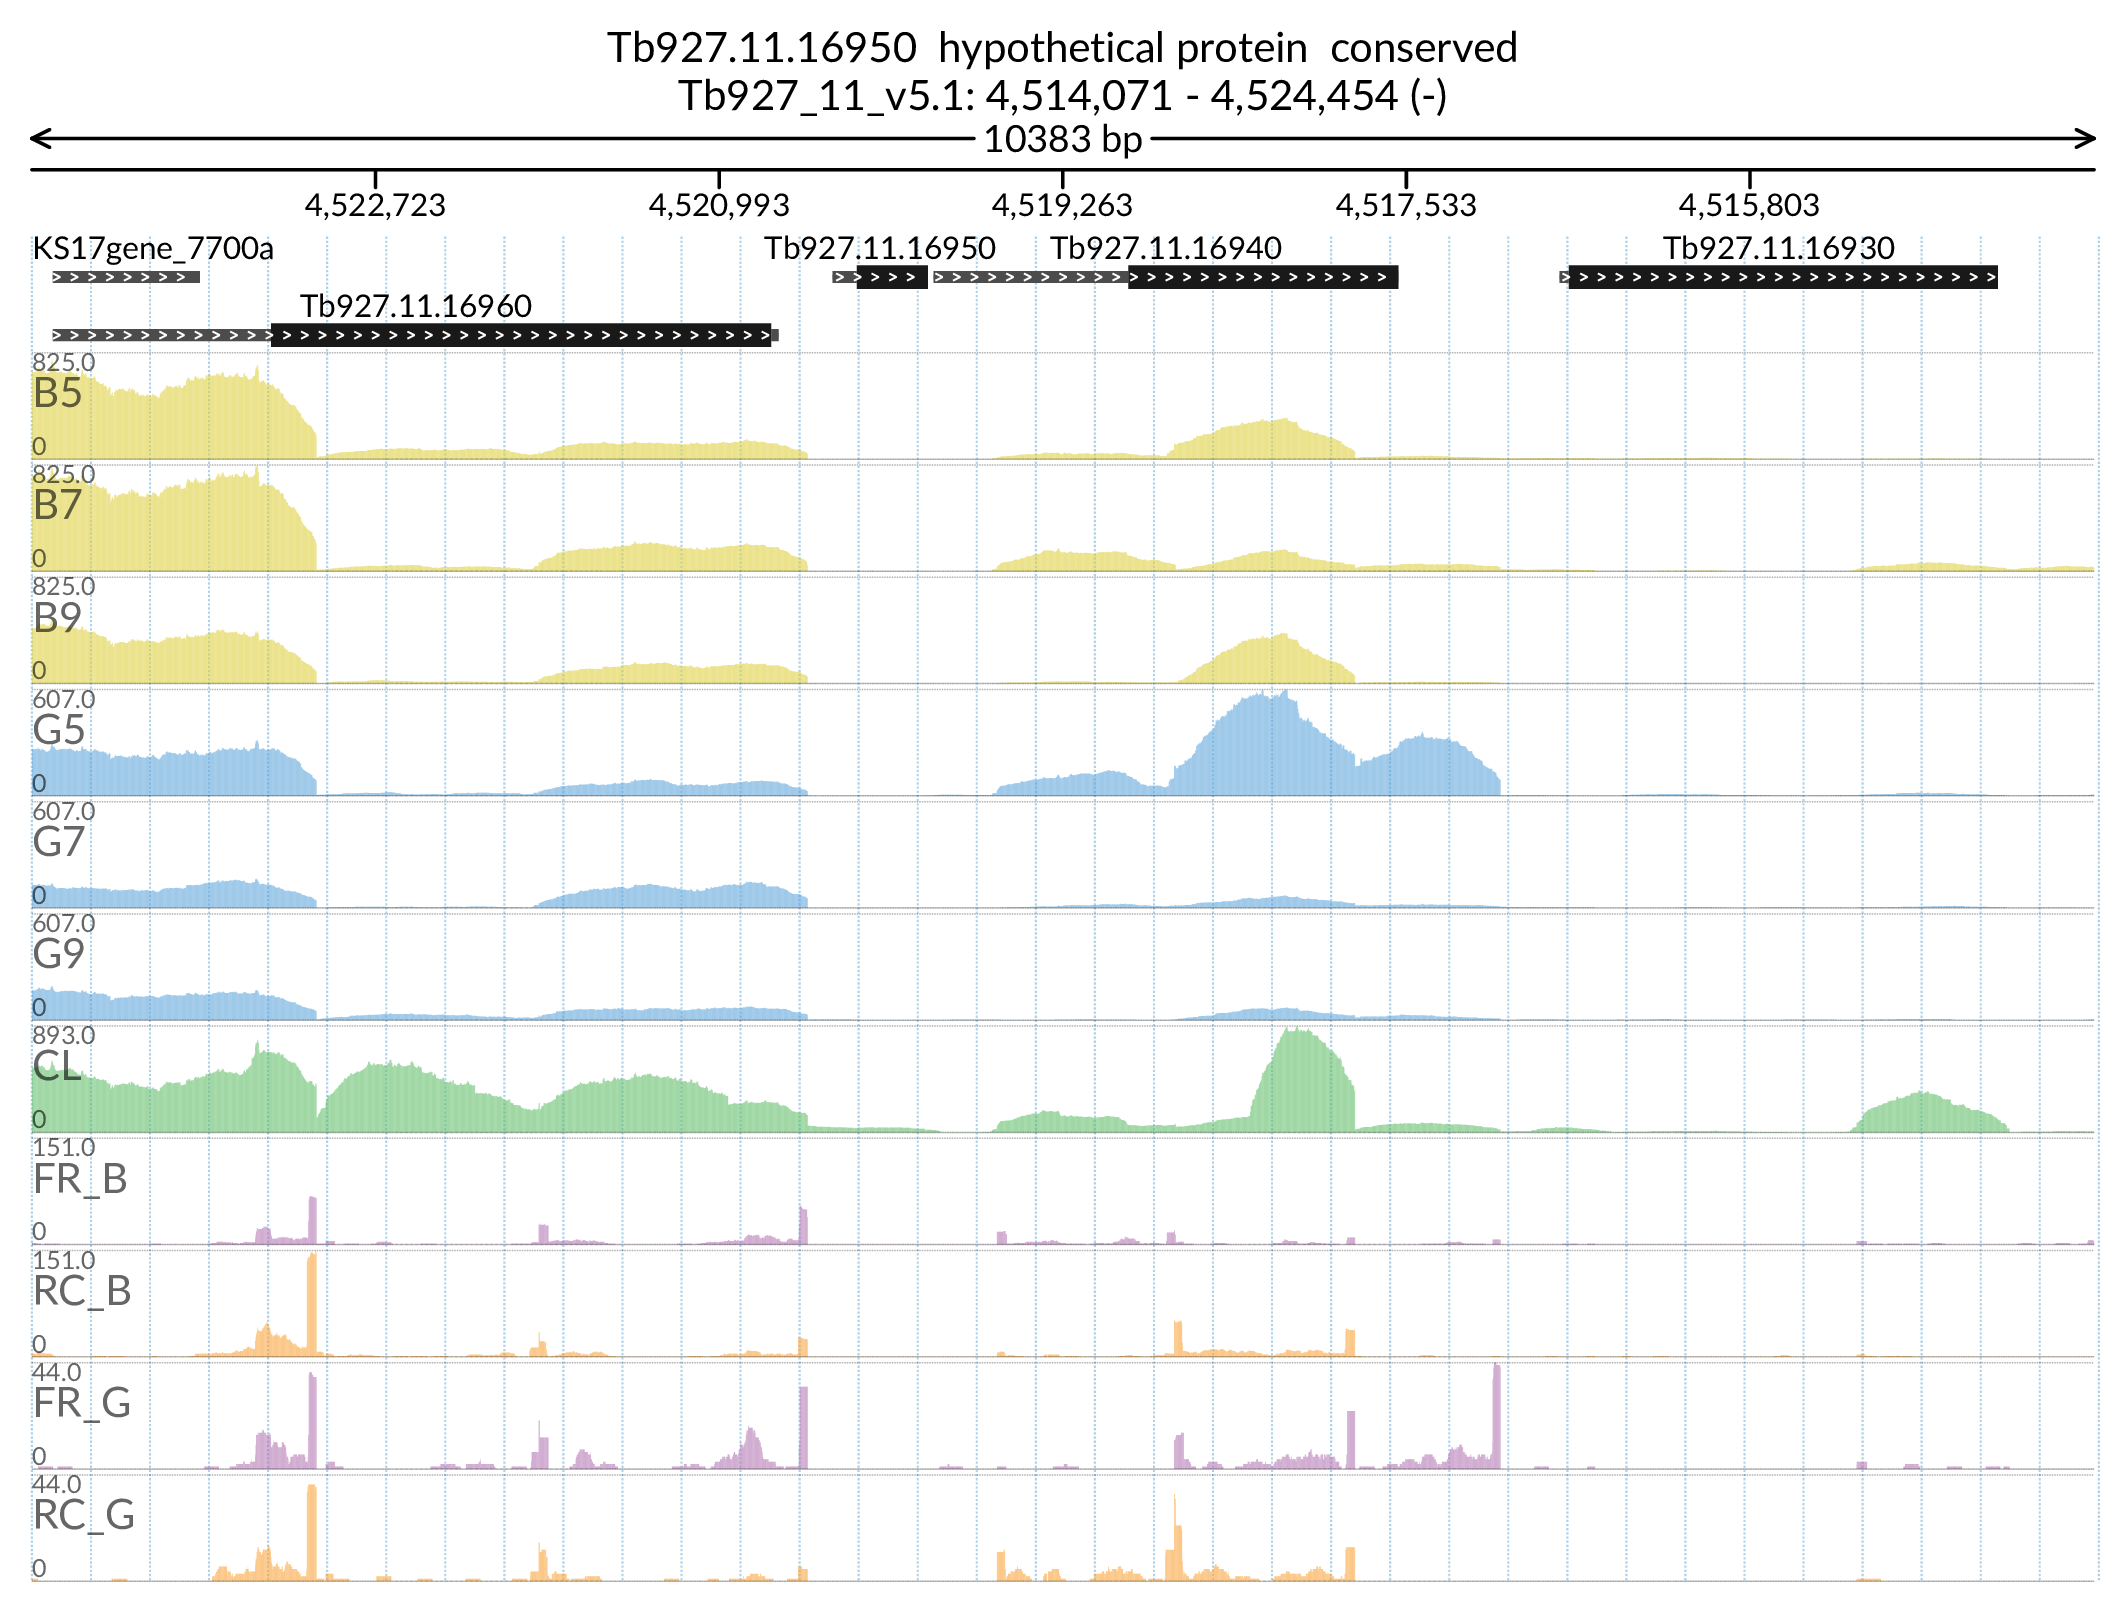 Tb927.11.16950 hypothetical protein conserved
Tb927_11_v5.1: 4,514,071 - 4,524,454 (-)
10383 bp
4,522,723 4,520,993 4,519,263 4,517,533 4,515,803
KS17gene_7700a Tb927.11.16950 Tb927.11.16940 Tb927.11.16930
Tb927.11.16960
825.0
B5
0
825.0
B7
0
825.0
B9
0
607.0
G5
0
607.0
G7
0
607.0
G9
0
893.0
CL
0
151.0
FR_B
0
151.0
RC_B
0
44.0
FR_G
0
44.0
RC_G
0